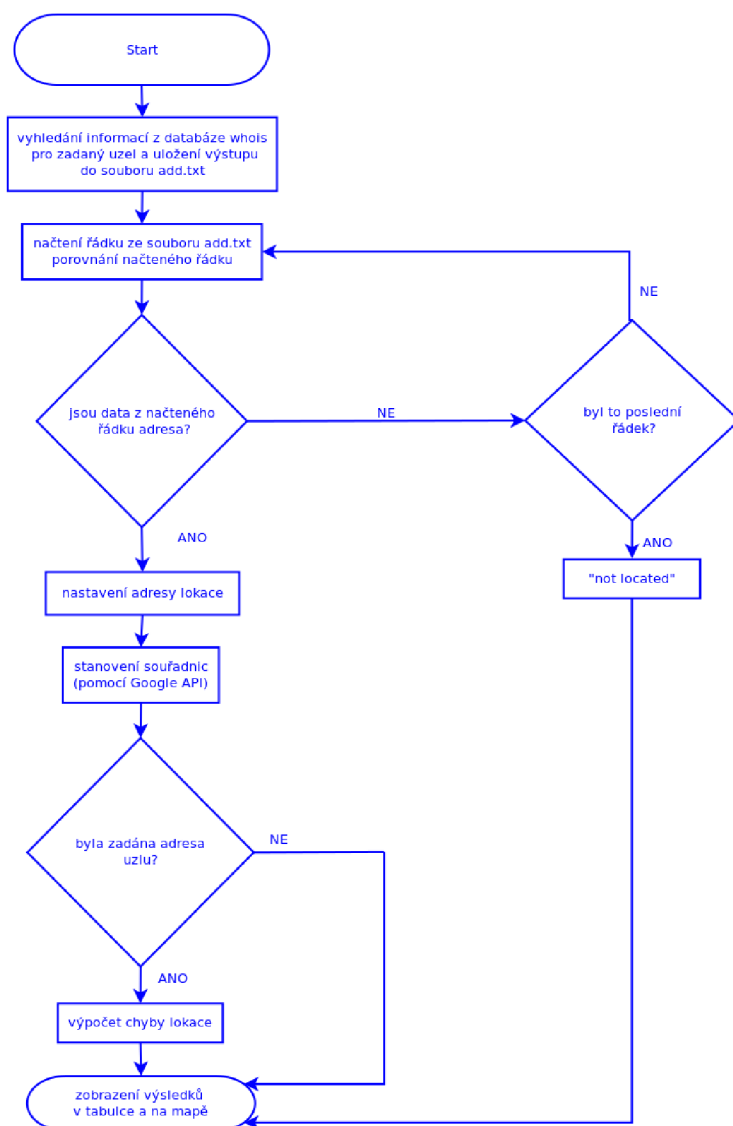 Start
vyhledání informací z databáze whois
pro zadaný uzel a uložení výstupu
do souboru add.txt
načtení řádku ze souboru add.txt
porovnání načteného řádku
NE
jsou data z načteného
řádku adresa?
NE
byl to poslední
řádek?
ANO
ANO
nastavení adresy lokace
"not located"
stanovení souřadnic
(pomocí Google API)
byla zadána adresa
uzlu?
NE
ANO
výpočet chyby lokace
zobrazení výsledků
v tabulce a na mapě